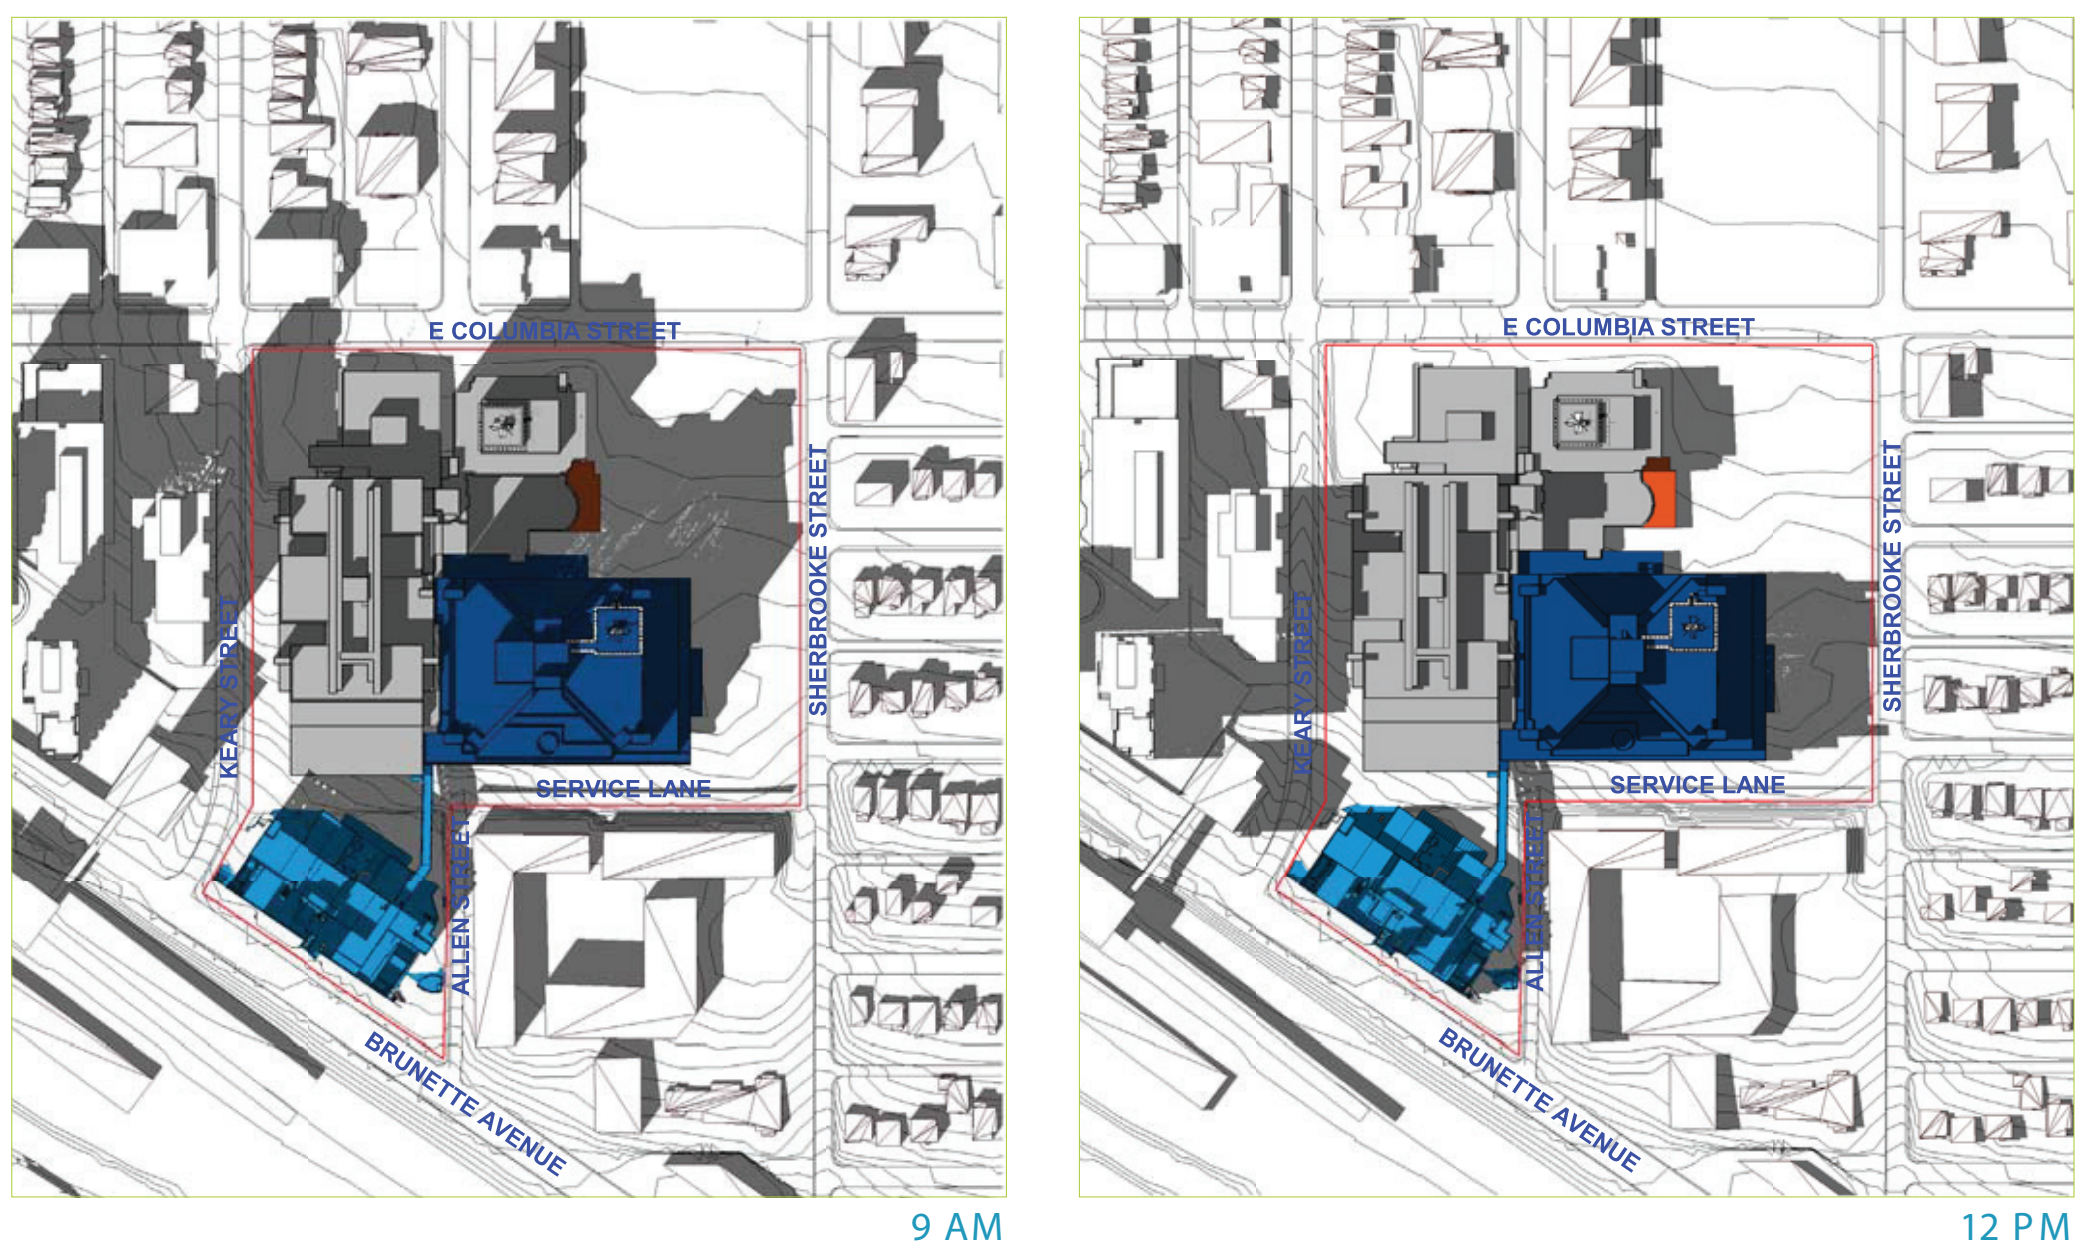 E COLUMBIA STREET
SHERBROOKE STREET
KEARY STREET
SERVICE LANE
ALLEN STREET
BRUNETTE AVENUE
9 AM
E COLUMBIA STREET
SHERBROOKE STREET
KEARY STREET
SERVICE LANE
ALLEN STREET
BRUNETTE AVENUE
12 PM